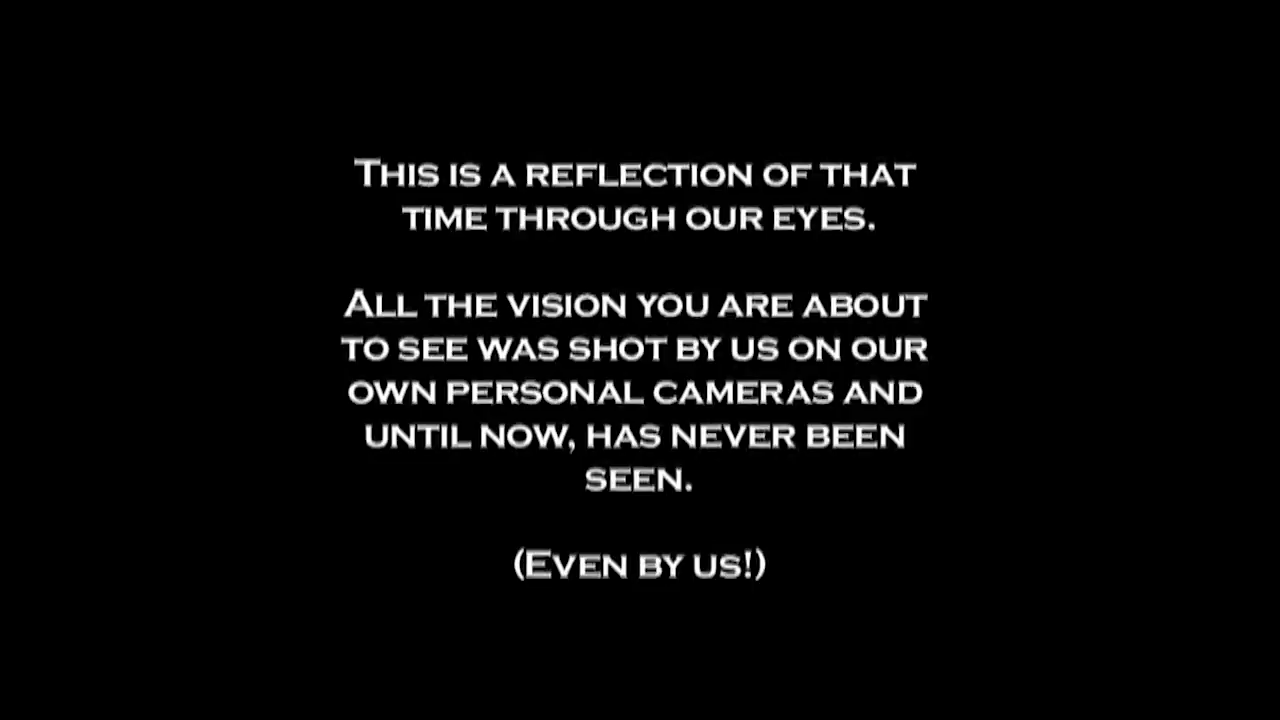 This is a reflection of that
time through our eyes.
All the vision you are about
to see was shot by us on our
own personal cameras and
until now, has never been
seen.
(Even by us!)